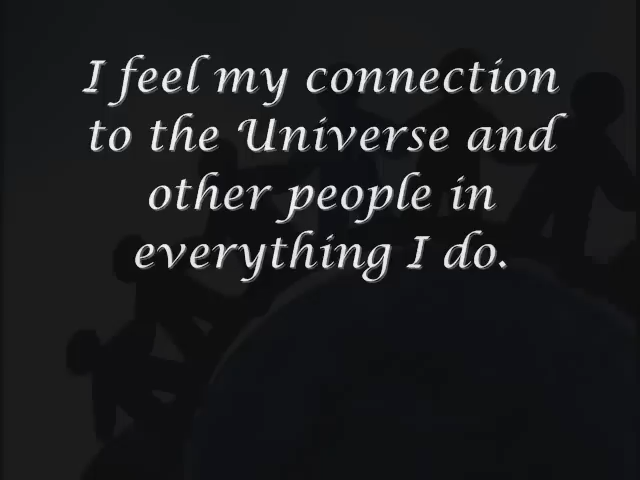 I feel my connection
to the Universe and
other people in
everything I do.